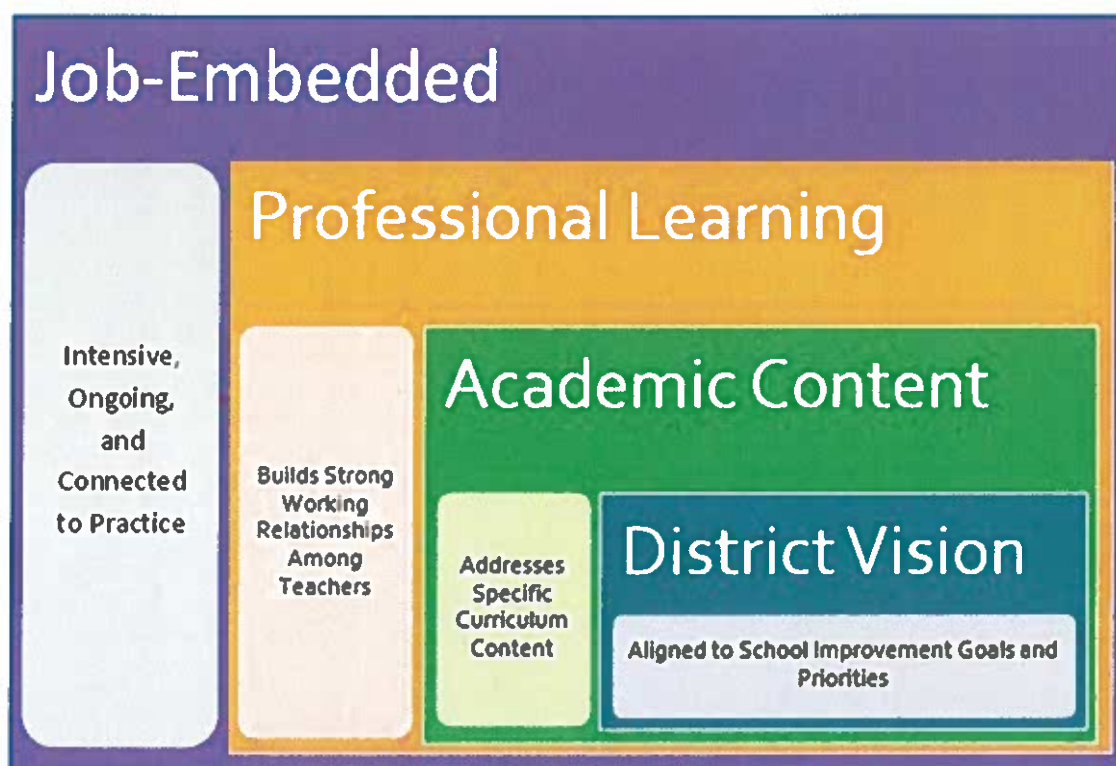 Job-Embedded
Intensive,
Ongoing,
and
Connected
to Practice
Professional Learning
Builds Strong
Working
Relationships
Among
Teachers
Academic Content
Addresses
Specific
Curriculum
Content
District Vision
Aligned to School Improvement Goals and
Priorities